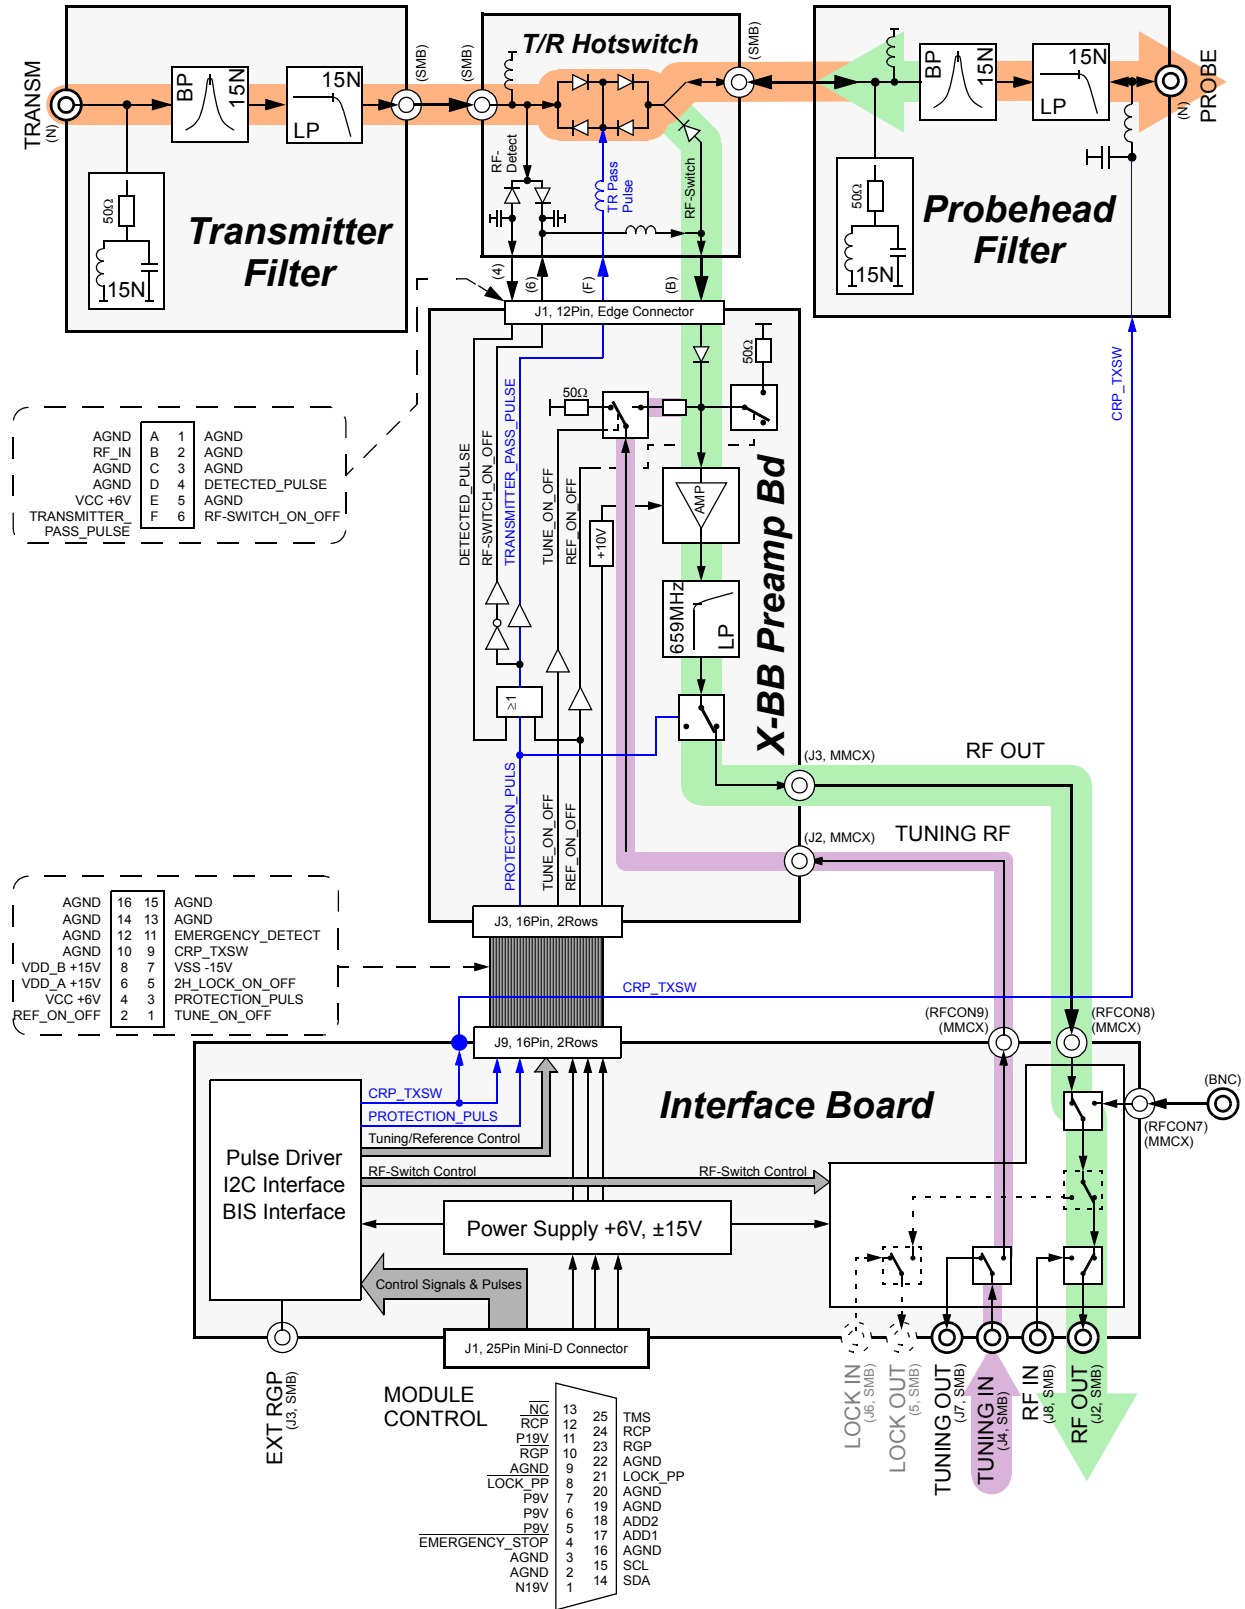 TRANSM
(N)
BP
15N
15N
LP
50Ω
15N
Transmitter
Filter
(SMB)
(SMB)
T/R Hotswitch
RF-
Detect
TR Pass
Pulse
RF-Switch
(SMB)
(4)
(6)
(F)
(B)
BP
15N
15N
LP
50Ω
15N
Probehead
Filter
PROBE
(N)
CRP_TXSW
J1, 12Pin, Edge Connector
AGND A 1 AGND
RF_IN B 2 AGND
AGND C 3 AGND
AGND D 4 DETECTED_PULSE
VCC +6V E 5 AGND
TRANSMITTER_ F 6 RF-SWITCH_ON_OFF
PASS_PULSE
DETECTED_PULSE
RF-SWITCH_ON_OFF
TRANSMITTER_PASS_PULSE
TUNE_ON_OFF
REF_ON_OFF
+10V
50Ω
50Ω
AMP
659MHz
LP
X-BB Preamp Bd
≥1
PROTECTION_PULS
TUNE_ON_OFF
REF_ON_OFF
(J3, MMCX)
RF OUT
(J2, MMCX)
TUNING RF
J3, 16Pin, 2Rows
AGND 16 15 AGND
AGND 14 13 AGND
AGND 12 11 EMERGENCY_DETECT
AGND 10 9 CRP_TXSW
VDD_B +15V 8 7 VSS -15V
VDD_A +15V 6 5 2H_LOCK_ON_OFF
VCC +6V 4 3 PROTECTION_PULS
REF_ON_OFF 2 1 TUNE_ON_OFF
CRP_TXSW
J9, 16Pin, 2Rows
(RFCON9)
(MMCX)
(RFCON8)
(MMCX)
(BNC)
(RFCON7)
(MMCX)
Interface Board
CRP_TXSW
PROTECTION_PULS
Tuning/Reference Control
RF-Switch Control
RF-Switch Control
Pulse Driver
I2C Interface
BIS Interface
Power Supply +6V, ±15V
Control Signals & Pulses
J1, 25Pin Mini-D Connector
EXT RGP
(J3, SMB)
LOCK IN
(J6, SMB)
LOCK OUT
(5, SMB)
TUNING OUT
(J7, SMB)
TUNING IN
(J4, SMB)
RF IN
(J8, SMB)
RF OUT
(J2, SMB)
MODULE
CONTROL
NC 13
RCP 12
P19V 11
RGP 10
AGND 9
LOCK_PP 8
P9V 7
P9V 6
P9V 5
EMERGENCY_STOP 4
AGND 3
AGND 2
N19V 1
25 TMS
24 RCP
23 RGP
22 AGND
21 LOCK_PP
20 AGND
19 AGND
18 ADD2
17 ADD1
16 AGND
15 SCL
14 SDA